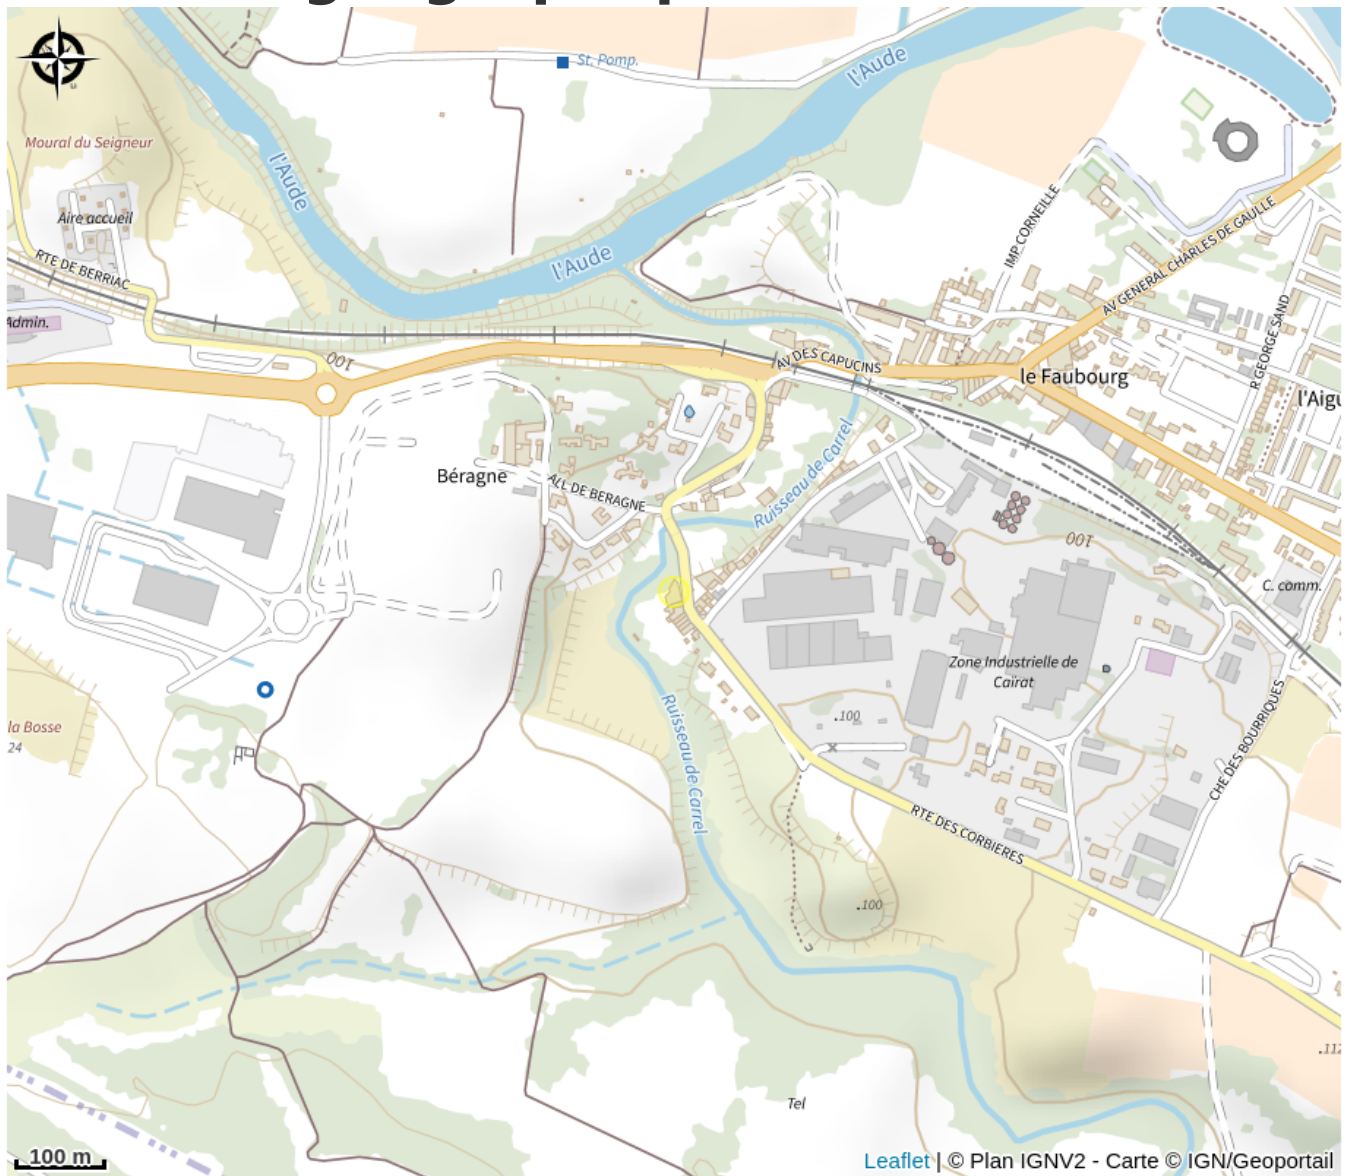 l'Aude
St. Pomp.
Moural du Seigneur
l'Aude
Aire accueil
IMP CORNEILLE
AV GENERAL CHARLES DE GAULLE
RTE DE BERRIAC
l'Aude
Admin.
R GEORGE SAND
100
AV DES CAPUCINS
le Faubourg
Ruisseau de Carrel
Béragne
ALL DE BERAGNE
100
C. comm.
Zone Industrielle de
Caïrat
Ruisseau de Carrel
.100
la Bosse
24
CHE DES BOURRIQUES
RTE DES CORBIERES
.100
Tel
100 m
Leaflet | © Plan IGNV2 - Carte © IGN/Geoportail